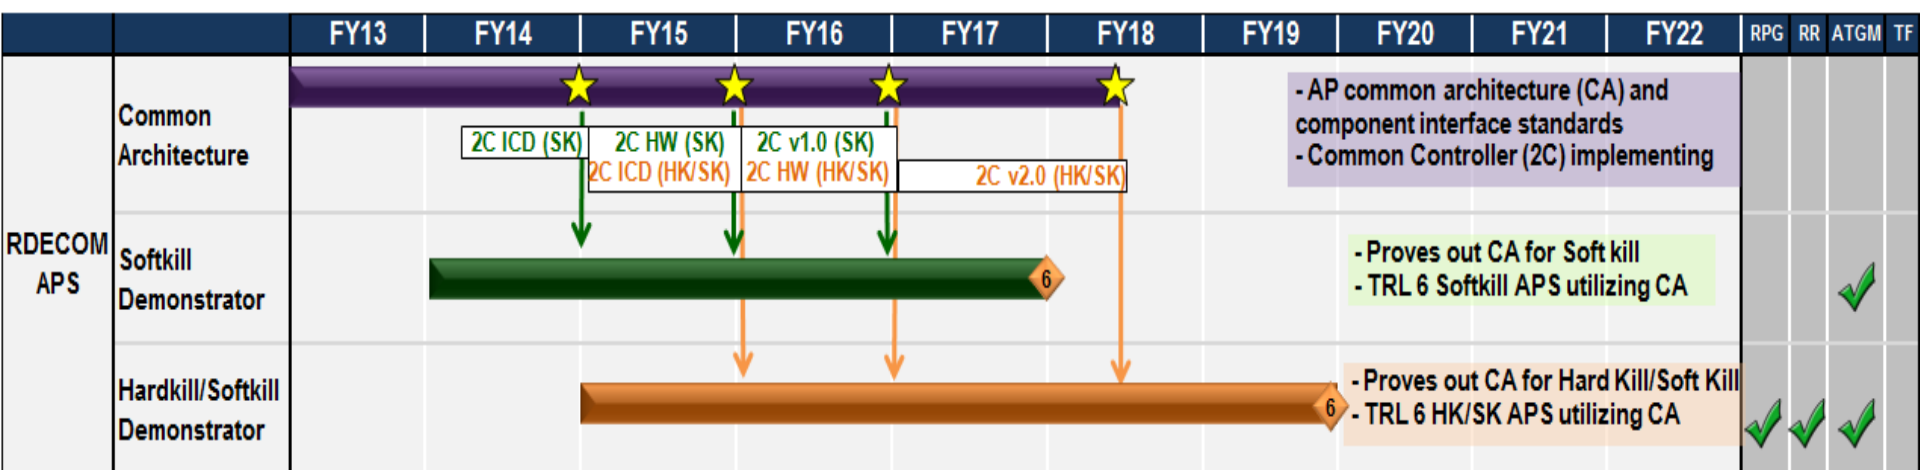 FY13 FY14 FY15 FY16 FY17 FY18 FY19 FY20 FY21 FY22 RPG RR ATGM TF
RDECOM
APS
Common
Architecture
2C ICD (SK)
2C HW (SK)
2C ICD (HK/SK)
2C v1.0 (SK)
2C HW (HK/SK)
2C v2.0 (HK/SK)
- AP common architecture (CA) and
component interface standards
- Common Controller (2C) implementing
Softkill
Demonstrator
6
- Proves out CA for Soft kill
- TRL 6 Softkill APS utilizing CA
Hardkill/Softkill
Demonstrator
6
- Proves out CA for Hard Kill/Soft Kill
- TRL 6 HK/SK APS utilizing CA